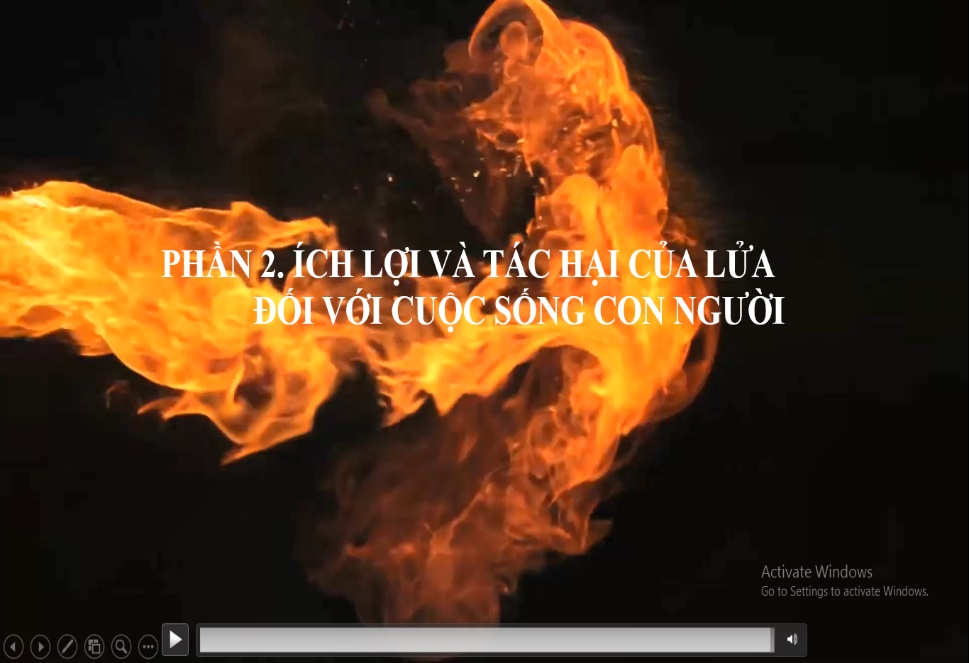 PHẦN 2. ÍCH LỢI VÀ TÁC HẠI CỦA LỬA
ĐỐI VỚI CUỘC SỐNG CON NGƯỜI
Activate Windows
Go to Settings to activate Windows.